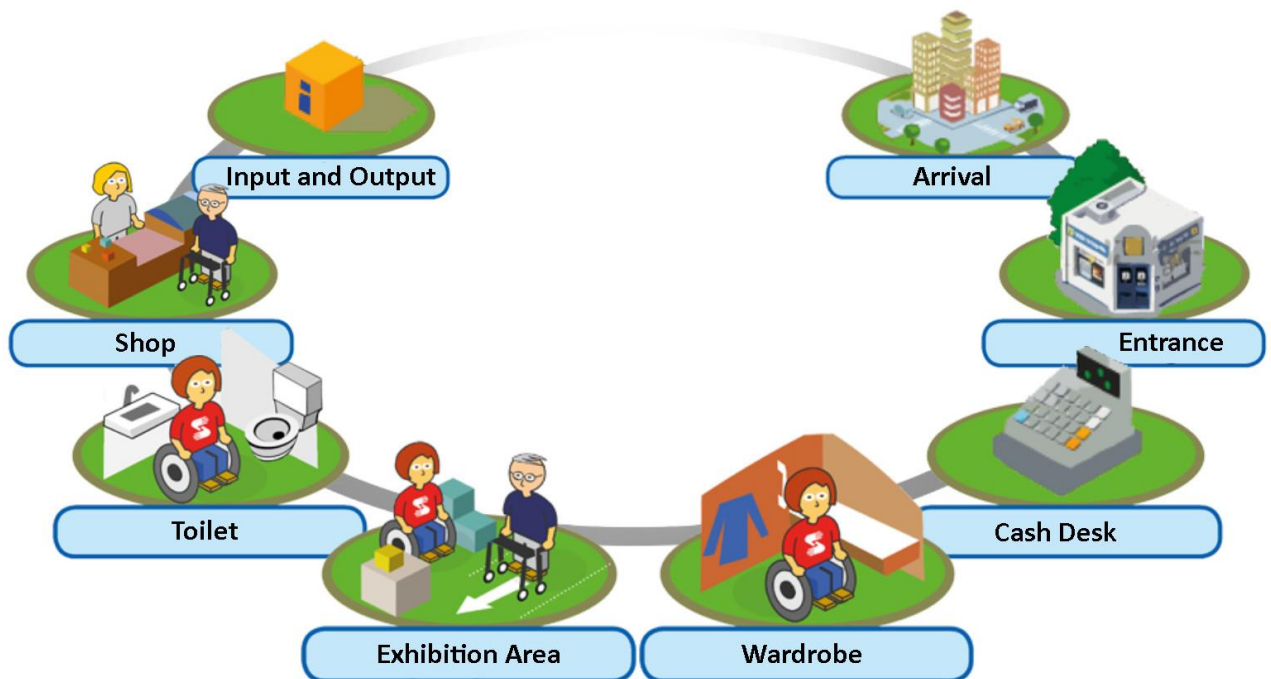 Input and Output
Arrival
Shop
Entrance
Toilet
Cash Desk
Exhibition Area
Wardrobe